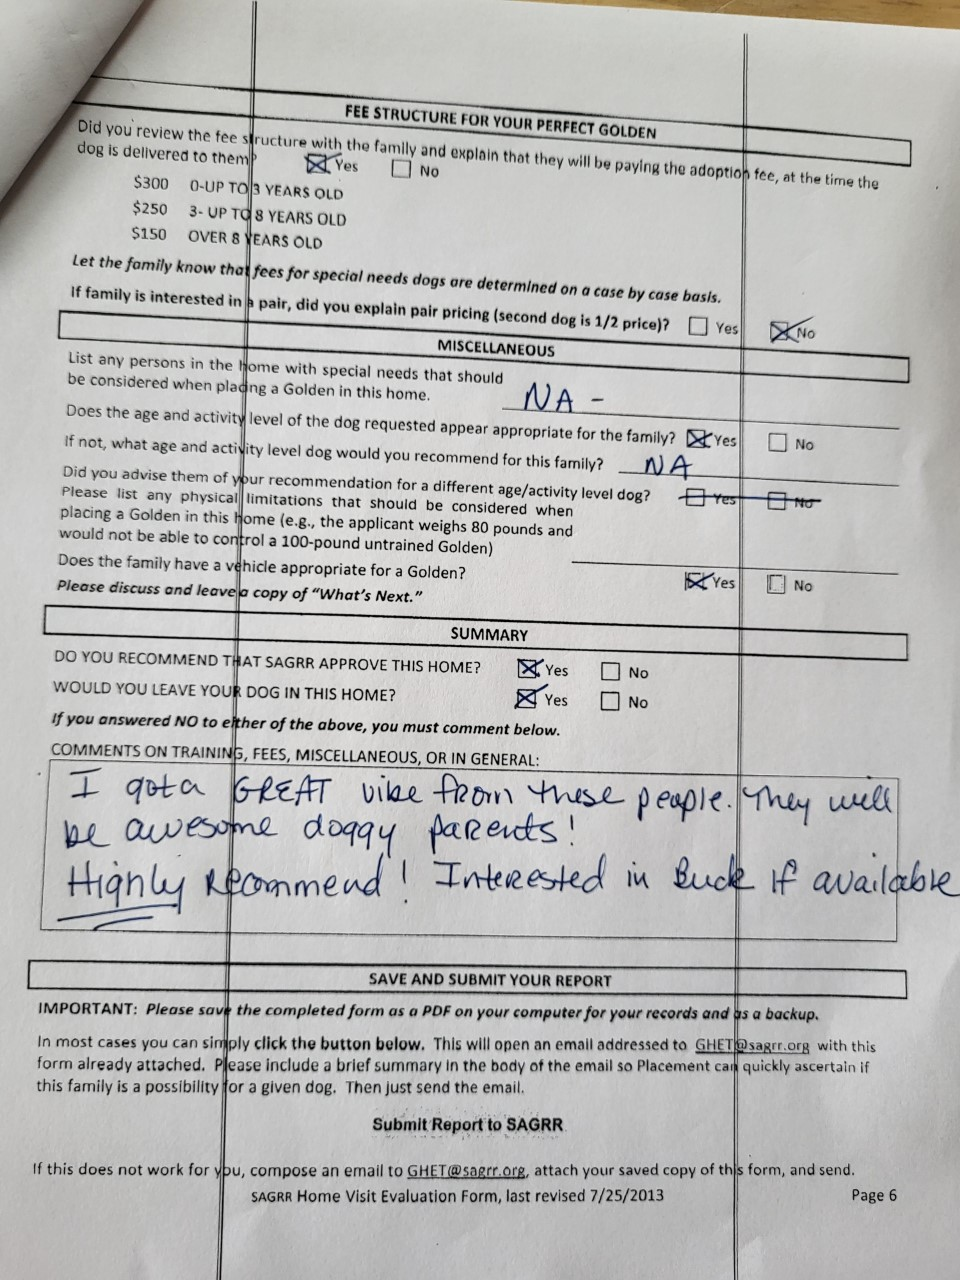 FEE STRUCTURE FOR YOUR PERFECT GOLDEN
Did you review the fee structure with the family and explain that they will be paying the adoption fee, at the time the
dog is delivered to them? Yes No
$300 0-UP TO 3 YEARS OLD
$250 3- UP TO 8 YEARS OLD
$150 OVER 8 YEARS OLD
Let the family know that fees for special needs dogs are determined on a case by case basis.
If family is interested in a pair, did you explain pair pricing (second dog is 1/2 price)? Yes No
MISCELLANEOUS
List any persons in the home with special needs that should
be considered when placing a Golden in this home. NA -
Does the age and activity level of the dog requested appear appropriate for the family? Yes No
If not, what age and activity level dog would you recommend for this family? NA
Did you advise them of your recommendation for a different age/activity level dog? Yes No
Please list any physical limitations that should be considered when
placing a Golden in this home (e.g., the applicant weighs 80 pounds and
would not be able to control a 100-pound untrained Golden)
Does the family have a vehicle appropriate for a Golden? Yes No
Please discuss and leave a copy of "What's Next."
SUMMARY
DO YOU RECOMMEND THAT SAGRR APPROVE THIS HOME? Yes No
WOULD YOU LEAVE YOUR DOG IN THIS HOME? Yes No
If you answered NO to either of the above, you must comment below.
COMMENTS ON TRAINING, FEES, MISCELLANEOUS, OR IN GENERAL:
I got a GREAT vibe from these people. They will
be awesome doggy parents!
Highly Recommend! Interested in Buck if available
SAVE AND SUBMIT YOUR REPORT
IMPORTANT: Please save the completed form as a PDF on your computer for your records and as a backup.
In most cases you can simply click the button below. This will open an email addressed to GHET@sagrr.org with this
form already attached. Please include a brief summary in the body of the email so Placement can quickly ascertain if
this family is a possibility for a given dog. Then just send the email.
Submit Report to SAGRR
If this does not work for you, compose an email to GHET@sagrr.org, attach your saved copy of this form, and send.
SAGRR Home Visit Evaluation Form, last revised 7/25/2013 Page 6